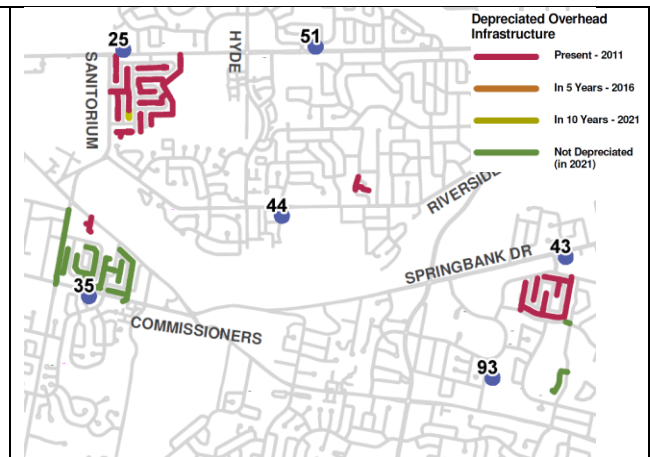 Depreciated Overhead
Infrastructure
Present - 2011
In 5 Years - 2016
In 10 Years - 2021
Not Depreciated
(in 2021)
25
SANITORIUM
HYDE
51
44
RIVERSIDE
43
SPRINGBANK DR
35
COMMISSIONERS
93